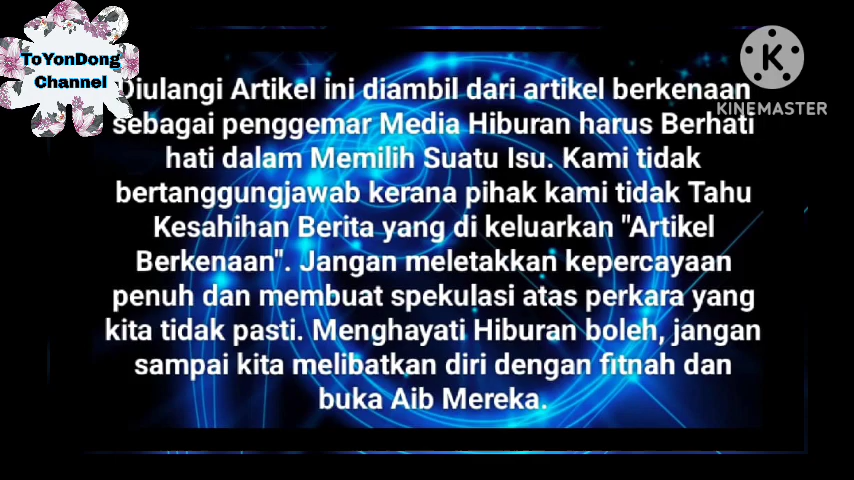 ToYonDong
Channel
KINEMASTER
Diulangi Artikel ini diambil dari artikel berkenaan
sebagai penggemar Media Hiburan harus Berhati
hati dalam Memilih Suatu Isu. Kami tidak
bertanggungjawab kerana pihak kami tidak Tahu
Kesahihan Berita yang di keluarkan "Artikel
Berkenaan". Jangan meletakkan kepercayaan
penuh dan membuat spekulasi atas perkara yang
kita tidak pasti. Menghayati Hiburan boleh, jangan
sampai kita melibatkan diri dengan fitnah dan
buka Aib Mereka.